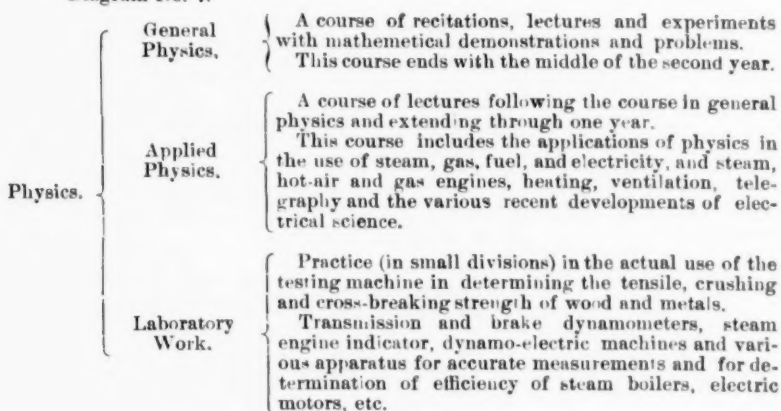 General
Physics,
A course of recitations, lectures and experiments
with mathemetical demonstrations and problems.
This course ends with the middle of the second year.
Physics.
Applied
Physics.
A course of lectures following the course in general
physics and extending through one year.
This course includes the applications of physics in
the use of steam, gas, fuel, and electricity, and steam,
hot-air and gas engines, heating, ventilation, tele-
graphy and the various recent developments of elec-
trical science.
Laboratory
Work.
Practice (in small divisions) in the actual use of the
testing machine in determining the tensile, crushing
and cross-breaking strength of wood and metals.
Transmission and brake dynamometers, steam
engine indicator, dynamo-electric machines and vari-
ous apparatus for accurate measurements and for de-
termination of efficiency of steam boilers, electric
motors, etc.